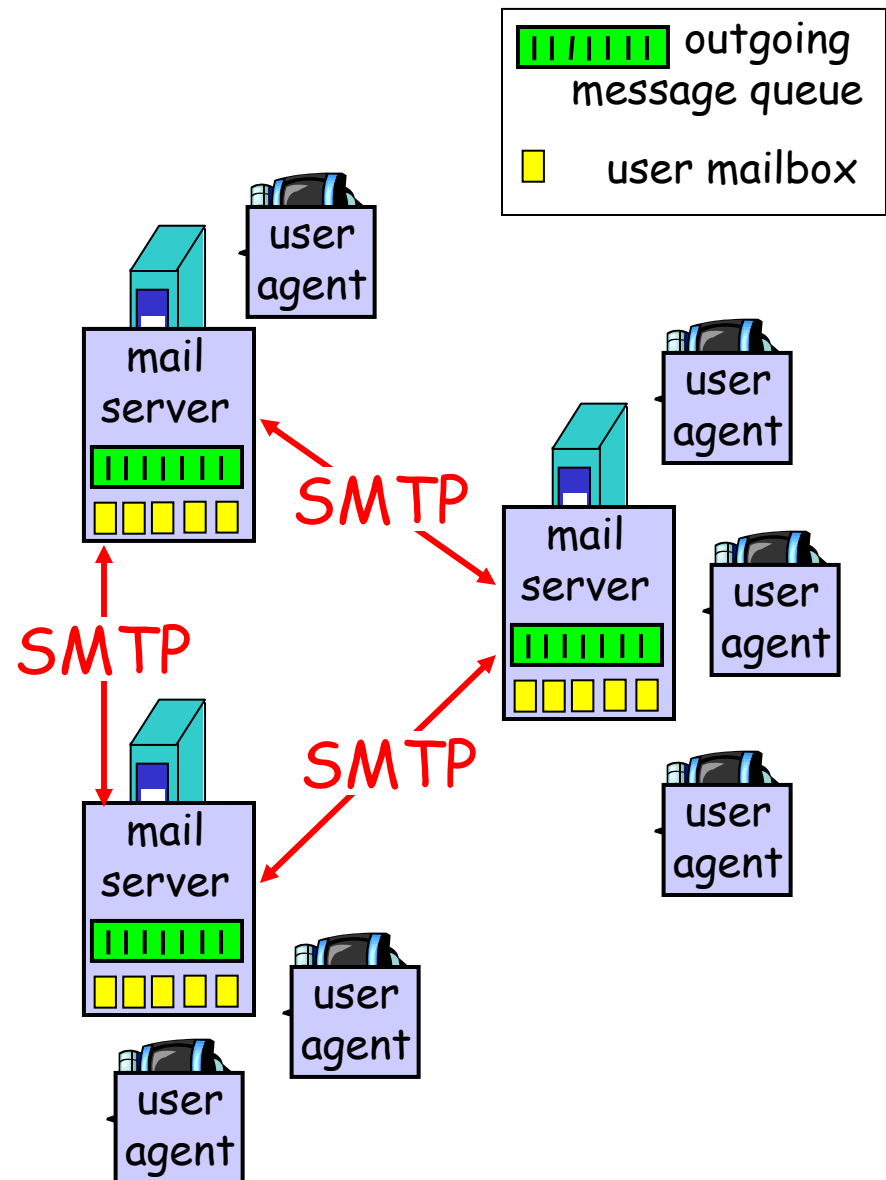 outgoing
message queue
user mailbox
user
agent
mail
server
user
agent
SMTP
mail
server
user
agent
SMTP
SMTP
user
agent
mail
server
user
agent
user
agent